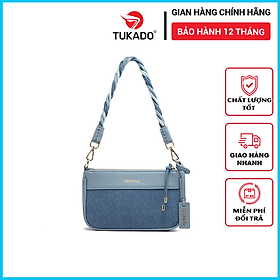 TUKADO
GIAN HÀNG CHÍNH HÃNG
BẢO HÀNH 12 THÁNG
CHẤT LƯỢNG
TỐT
GIAO HÀNG
NHANH
MIỄN PHÍ
ĐỔI TRẢ